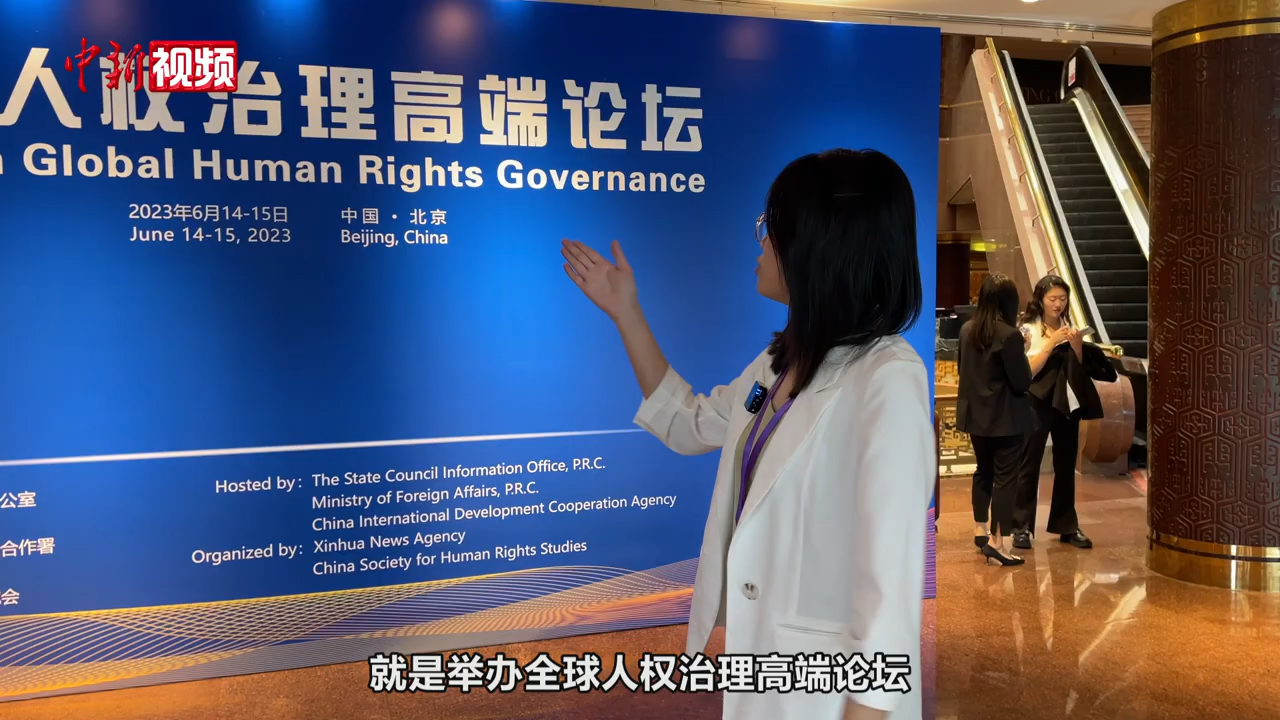 中新视频
人权治理高端论坛
n Global Human Rights Governance
2023年6月14-15日 中国·北京
June 14-15, 2023 Beijing, China
公室
Hosted by: The State Council Information Office, P.R.C.
Ministry of Foreign Affairs, P.R.C.
China International Development Cooperation Agency
合作署
Organized by: Xinhua News Agency
China Society for Human Rights Studies
会
就是举办全球人权治理高端论坛